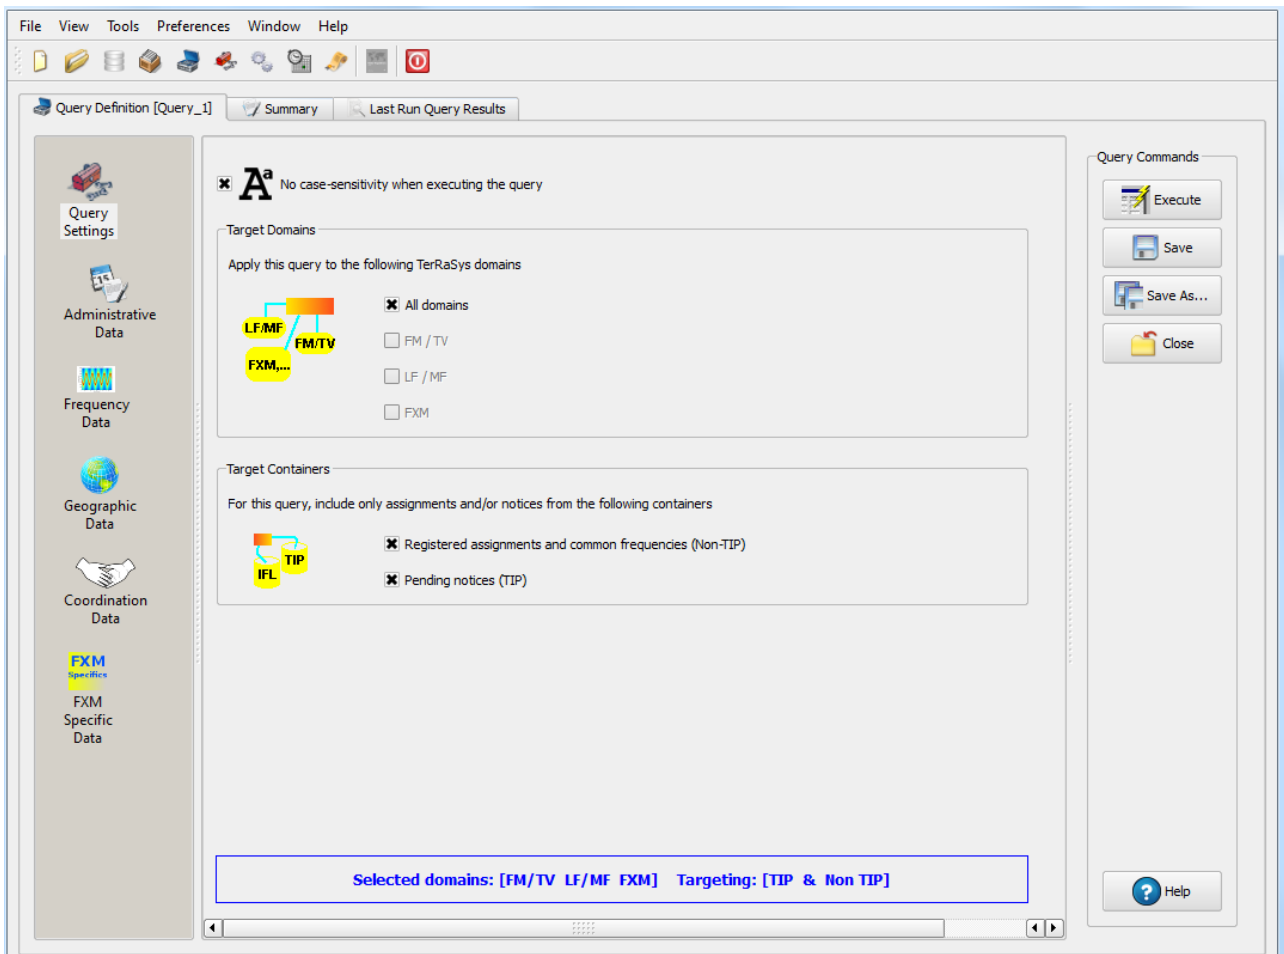 File View Tools Preferences Window Help
Query Definition [Query_1] Summary Last Run Query Results
Query
Settings
Administrative
Data
Frequency
Data
Geographic
Data
Coordination
Data
FXM
Specifics
FXM
Specific
Data
Aª No case-sensitivity when executing the query
Target Domains
Apply this query to the following TerRaSys domains
LF/MF
FM/TV
FXM,...
All domains
FM / TV
LF / MF
FXM
Target Containers
For this query, include only assignments and/or notices from the following containers
TIP
IFL
Registered assignments and common frequencies (Non-TIP)
Pending notices (TIP)
Selected domains: [FM/TV LF/MF FXM] Targeting: [TIP & Non TIP]
Query Commands
Execute
Save
Save As...
Close
Help